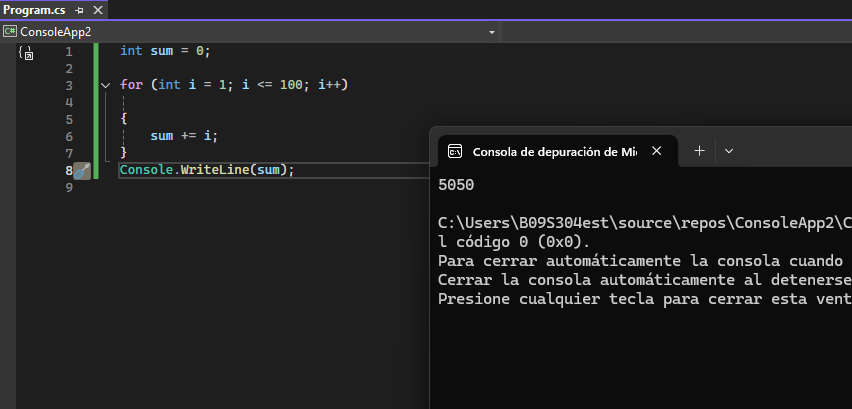 Program.cs
C# ConsoleApp2
1 int sum = 0;
2
3 for (int i = 1; i <= 100; i++)
4
5 {
6 sum += i;
7 }
8 Console.WriteLine(sum);
9
Consola de depuración de Mi
5050
C:\Users\B09S304est\source\repos\ConsoleApp2\C
l código 0 (0x0).
Para cerrar automáticamente la consola cuando
Cerrar la consola automáticamente al detenerse
Presione cualquier tecla para cerrar esta vent